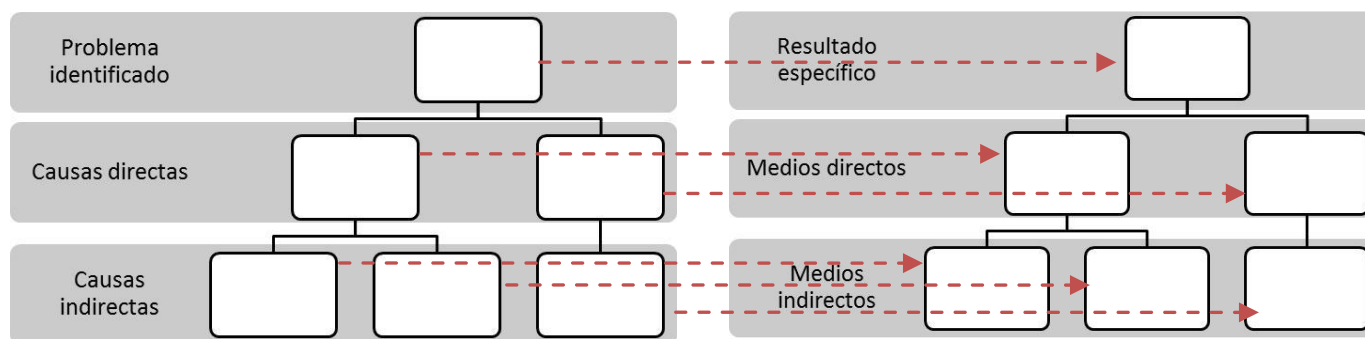 Problema
identificado
Resultado
específico
Causas directas
Medios directos
Causas
indirectas
Medios
indirectos